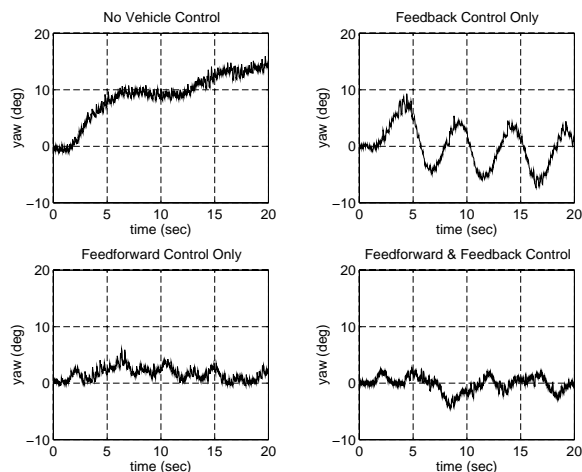 No Vehicle Control
20
10
0
−10
yaw (deg)
0 5 10 15 20
time (sec)
Feedback Control Only
20
10
0
−10
yaw (deg)
0 5 10 15 20
time (sec)
Feedforward Control Only
20
10
0
−10
yaw (deg)
0 5 10 15 20
time (sec)
Feedforward & Feedback Control
20
10
0
−10
yaw (deg)
0 5 10 15 20
time (sec)